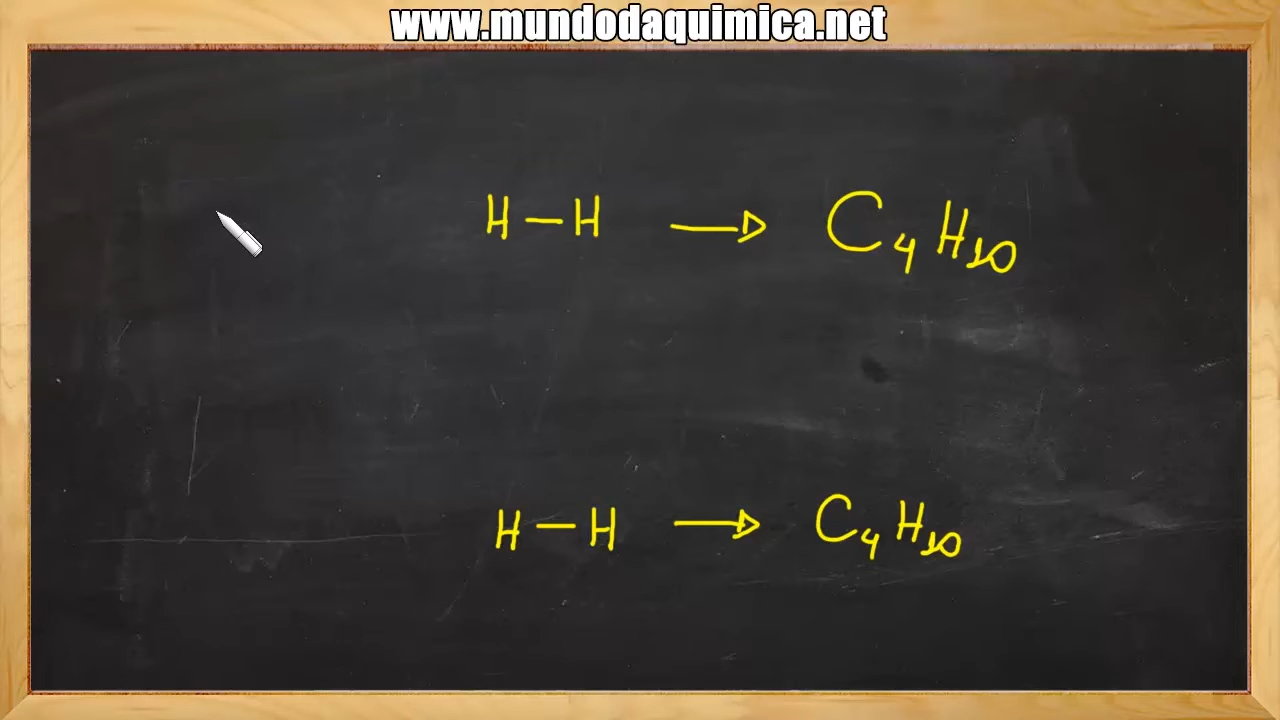 www.mundodaquimica.net
H — H → C₄H₁₀
H — H → C₄H₁₀